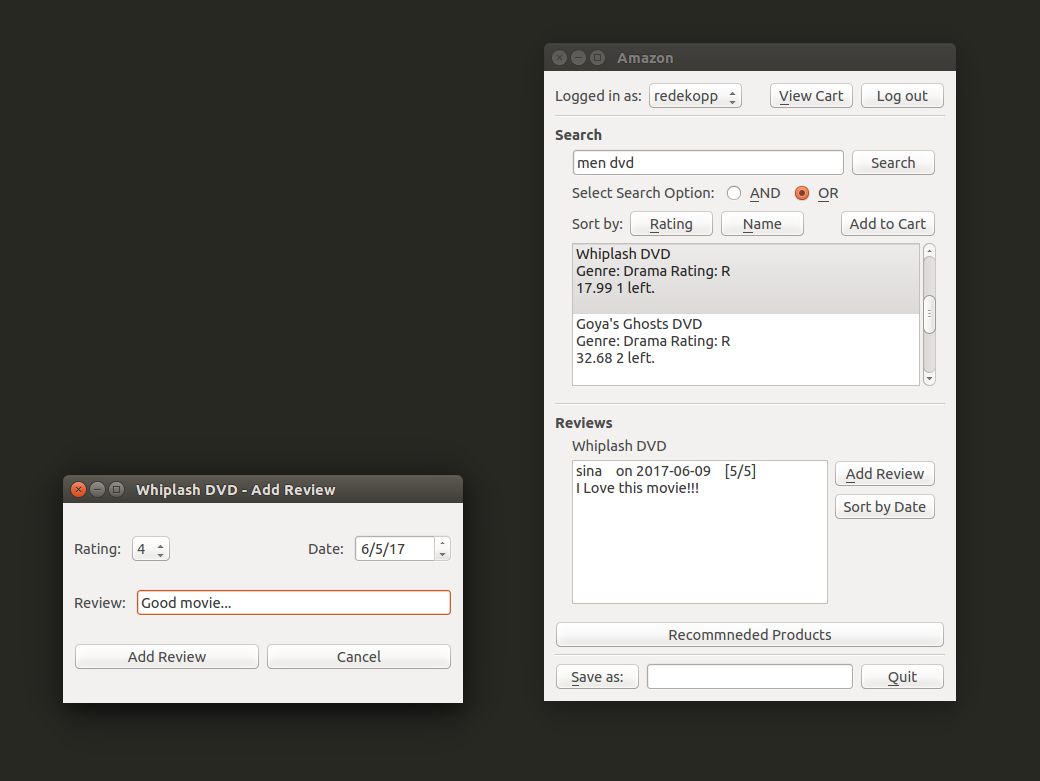 Amazon
Logged in as: redekopp View Cart Log out
Search
men dvd Search
Select Search Option: AND OR
Sort by: Rating Name Add to Cart
Whiplash DVD
Genre: Drama Rating: R
17.99 1 left.
Goya's Ghosts DVD
Genre: Drama Rating: R
32.68 2 left.
Reviews
Whiplash DVD
sina on 2017-06-09 [5/5]
I Love this movie!!!
Add Review
Sort by Date
Recommneded Products
Save as: Quit
Whiplash DVD - Add Review
Rating: 4 Date: 6/5/17
Review: Good movie...
Add Review Cancel